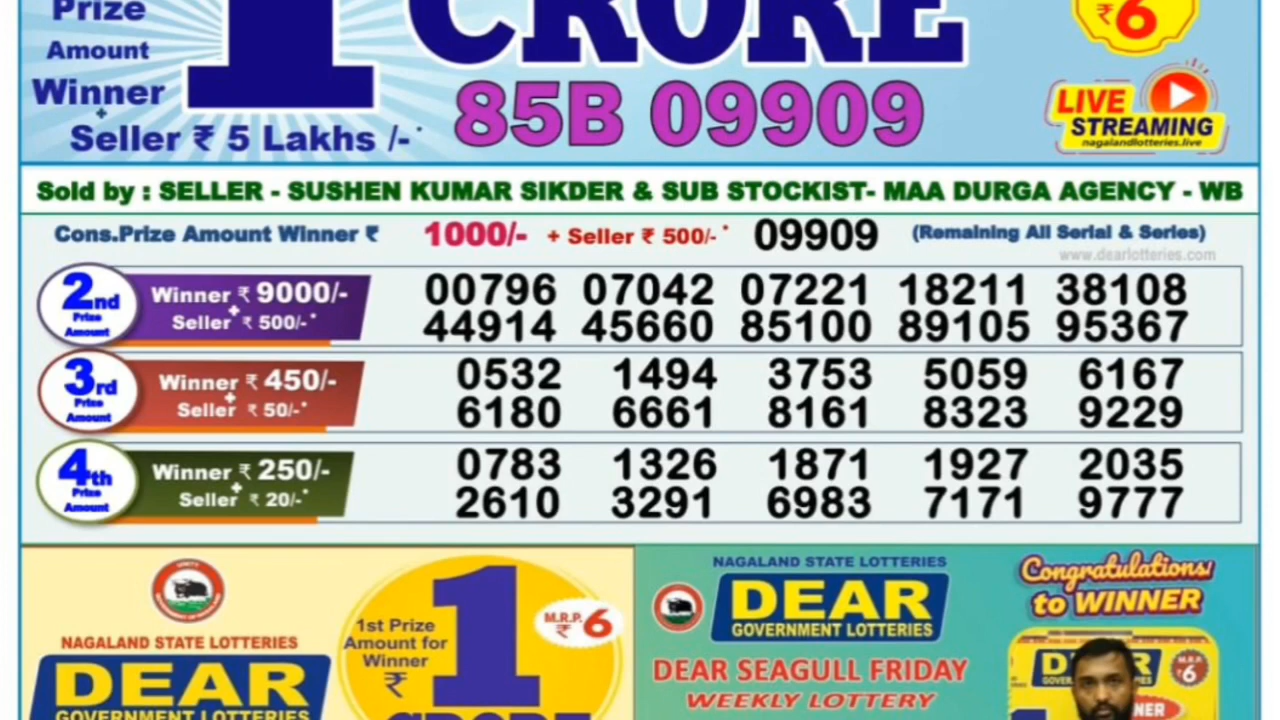 Prize
Amount
Winner
+
Seller ₹ 5 Lakhs /-*
1
CRORE
85B 09909
₹6
LIVE
STREAMING
nagalandlotteries.live
Sold by : SELLER - SUSHEN KUMAR SIKDER & SUB STOCKIST- MAA DURGA AGENCY - WB
Cons.Prize Amount Winner ₹ 1000/- + Seller ₹ 500/-* 09909 (Remaining All Serial & Series)
www.dearlotteries.com
2nd Prize Amount
Winner ₹ 9000/-
+
Seller ₹ 500/-*
00796 07042 07221 18211 38108
44914 45660 85100 89105 95367
3rd Prize Amount
Winner ₹ 450/-
+
Seller ₹ 50/-*
0532 1494 3753 5059 6167
6180 6661 8161 8323 9229
4th Prize Amount
Winner ₹ 250/-
+
Seller ₹ 20/-*
0783 1326 1871 1927 2035
2610 3291 6983 7171 9777
NAGALAND STATE LOTTERIES
DEAR
GOVERNMENT LOTTERIES
1st Prize
Amount for
Winner
₹
1
CRORE
M.R.P.
₹6
NAGALAND STATE LOTTERIES
DEAR
GOVERNMENT LOTTERIES
DEAR SEAGULL FRIDAY
WEEKLY LOTTERY
Congratulations!
to WINNER
M.R.P.
₹6